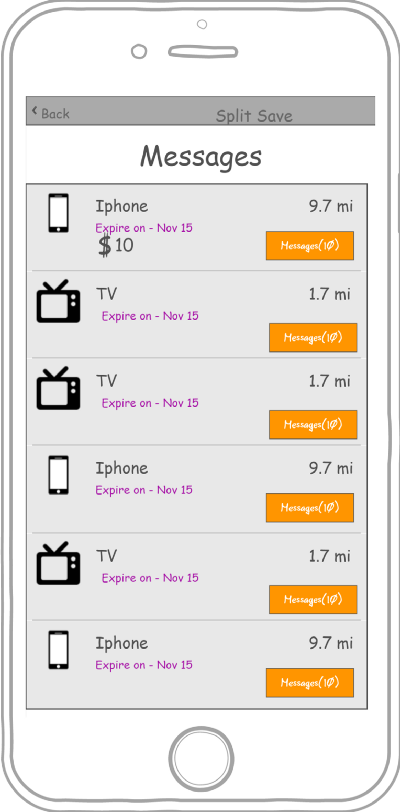 Back Split Save
Messages
Iphone 9.7 mi
Expire on - Nov 15
$ 10 Messages(10)
TV 1.7 mi
Expire on - Nov 15
Messages(10)
TV 1.7 mi
Expire on - Nov 15
Messages(10)
Iphone 9.7 mi
Expire on - Nov 15
Messages(10)
TV 1.7 mi
Expire on - Nov 15
Messages(10)
Iphone 9.7 mi
Expire on - Nov 15
Messages(10)